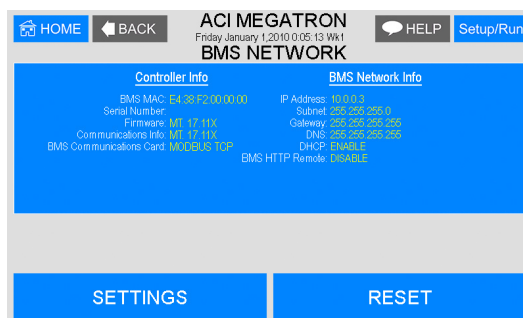 HOME
BACK
ACI MEGATRON
Friday January 1,2010 0:05:13 Wk1
BMS NETWORK
HELP
Setup/Run
Controller Info
BMS MAC: E4:38:F2:00:00:00
Serial Number:
Firmware: MT. 17.11X
Communications Info: MT. 17.11X
BMS Communications Card: MODBUS TCP
BMS Network Info
IP Address: 10.0.0.3
Subnet: 255.255.255.0
Gateway: 255.255.255.255
DNS: 255.255.255.255
DHCP: ENABLE
BMS HTTP Remote: DISABLE
SETTINGS
RESET